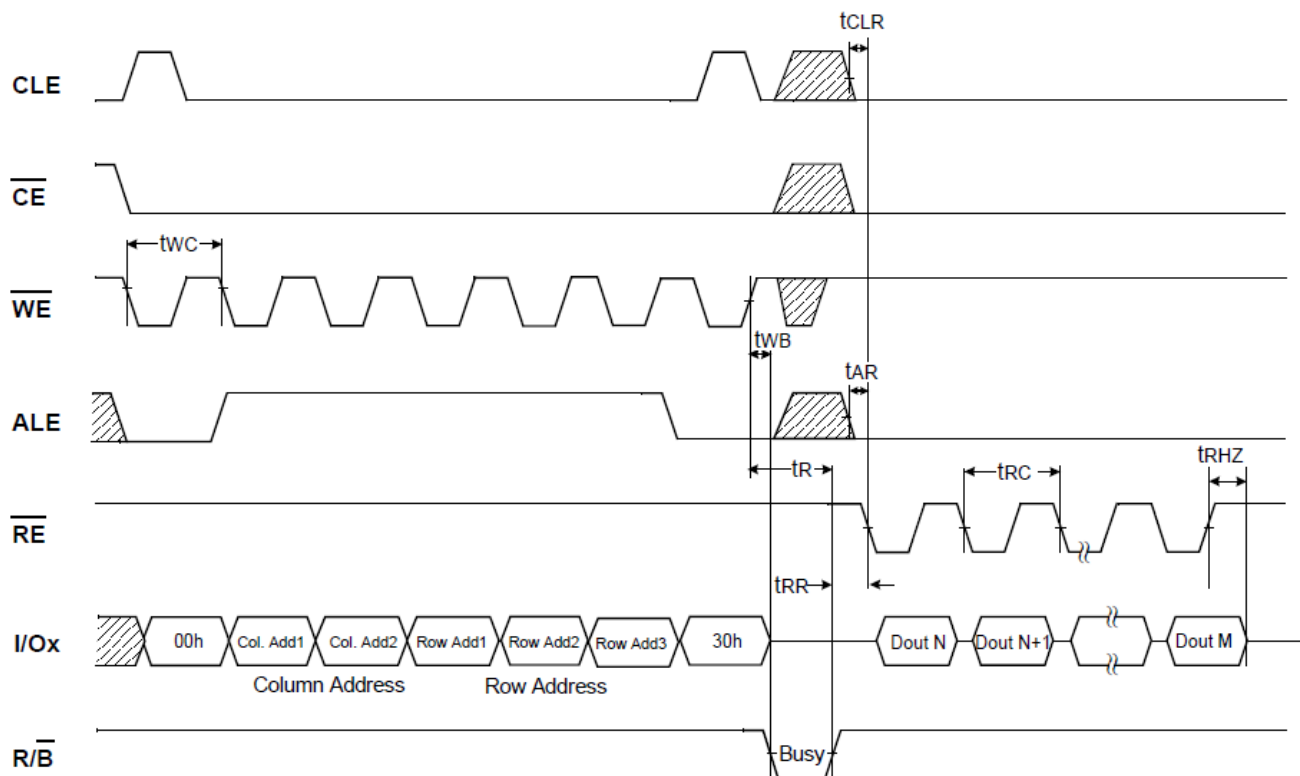 tCLR
CLE
CE
tWC
WE
tWB
tAR
ALE
tR
tRC
tRHZ
RE
tRR
I/Ox
00h
Col. Add1
Col. Add2
Row Add1
Row Add2
Row Add3
30h
Dout N
Dout N+1
Dout M
Column Address
Row Address
R/B
Busy